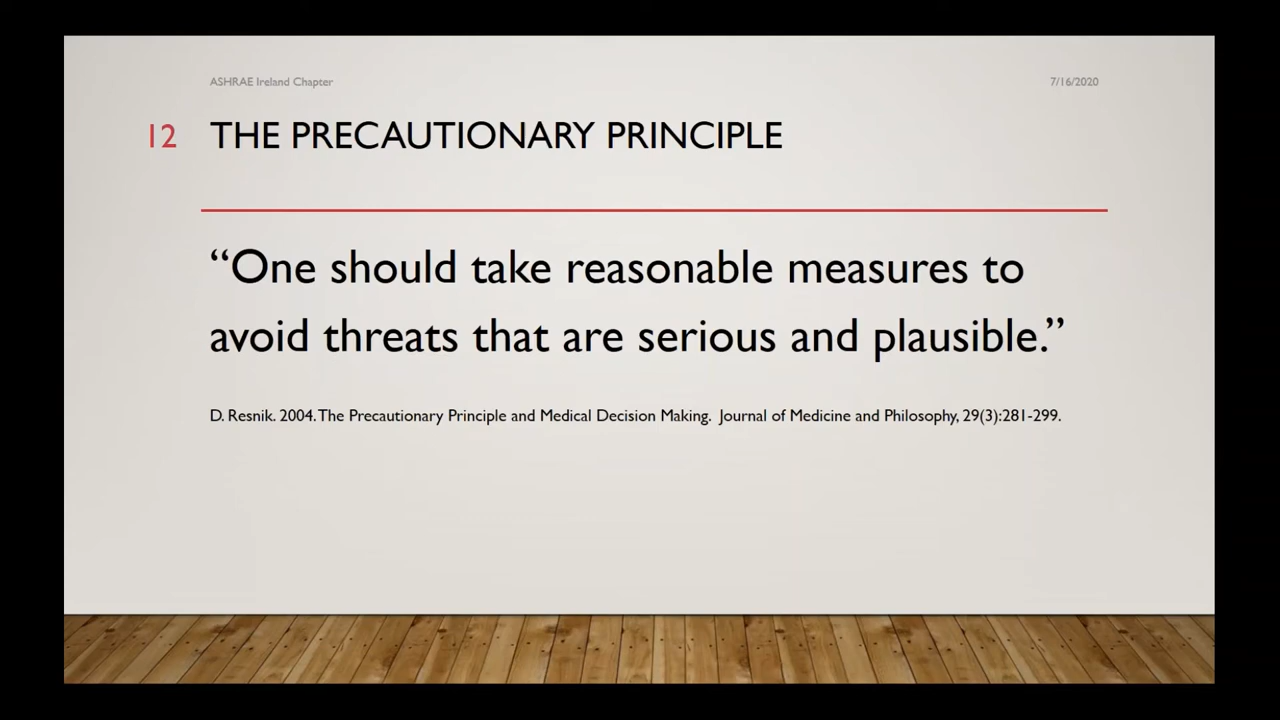 ASHRAE Ireland Chapter
7/16/2020
12 THE PRECAUTIONARY PRINCIPLE
“One should take reasonable measures to
avoid threats that are serious and plausible.”
D. Resnik. 2004. The Precautionary Principle and Medical Decision Making. Journal of Medicine and Philosophy, 29(3):281-299.